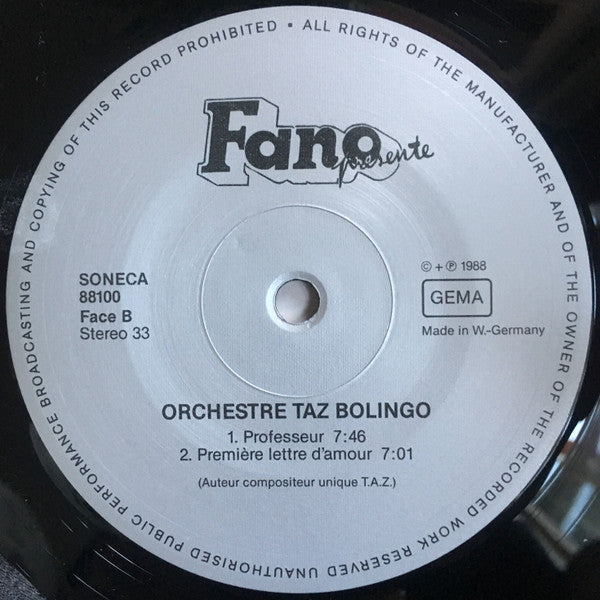 ALL RIGHTS OF THE MANUFACTURER AND OF THE OWNER OF THE RECORDED WORK RESERVED UNAUTHORISED PUBLIC PERFORMANCE BROADCASTING AND COPYING OF THIS RECORD PROHIBITED •
Fano
présente
SONECA
88100
Face B
Stereo 33
© + ℗ 1988
GEMA
Made in W.-Germany
ORCHESTRE TAZ BOLINGO
1. Professeur 7:46
2. Première lettre d'amour 7:01
(Auteur compositeur unique T.A.Z.)